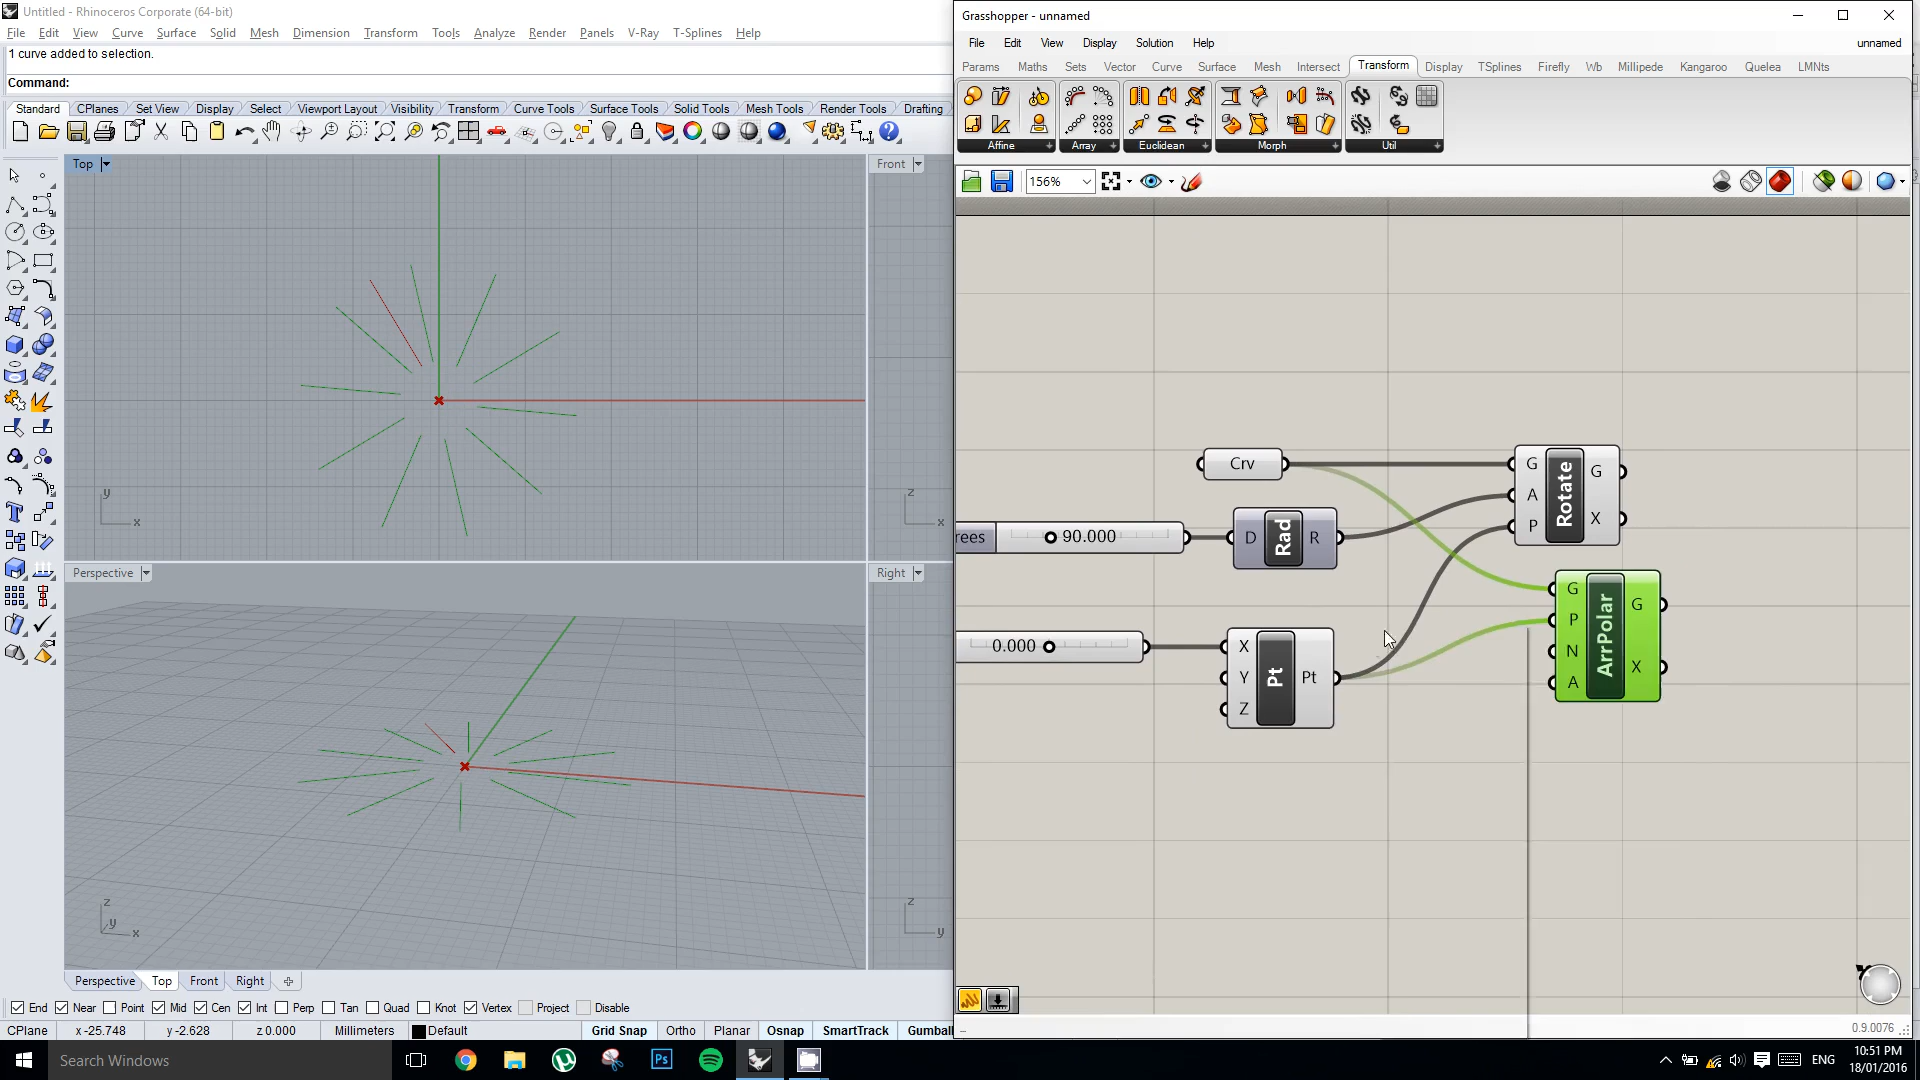 Untitled - Rhinoceros Corporate (64-bit)
File Edit View Curve Surface Solid Mesh Dimension Transform Tools Analyze Render Panels V-Ray T-Splines Help
1 curve added to selection.
Command:
Standard CPlanes Set View Display Select Viewport Layout Visibility Transform Curve Tools Surface Tools Solid Tools Mesh Tools Render Tools Drafting
Top
Front
y
x
z
x
Perspective
Right
z
y
x
z
y
Perspective Top Front Right
End Near Point Mid Cen Int Perp Tan Quad Knot Vertex Project Disable
CPlane x -25.748 y -2.628 z 0.000 Millimeters Default Grid Snap Ortho Planar Osnap SmartTrack Gumbal
Grasshopper - unnamed
File Edit View Display Solution Help unnamed
Params Maths Sets Vector Curve Surface Mesh Intersect Transform Display TSplines Firefly Wb Millipede Kangaroo Quelea LMNts
Affine Array Euclidean Morph Util
156%
Crv
G
A
P
Rotate
G
X
rees 90.000
D Rad R
G
P
N
A
ArrPolar
G
X
0.000
X
Y
Z
Pt
Pt
0.9.0076
Search Windows
Ps
ENG
10:51 PM
18/01/2016